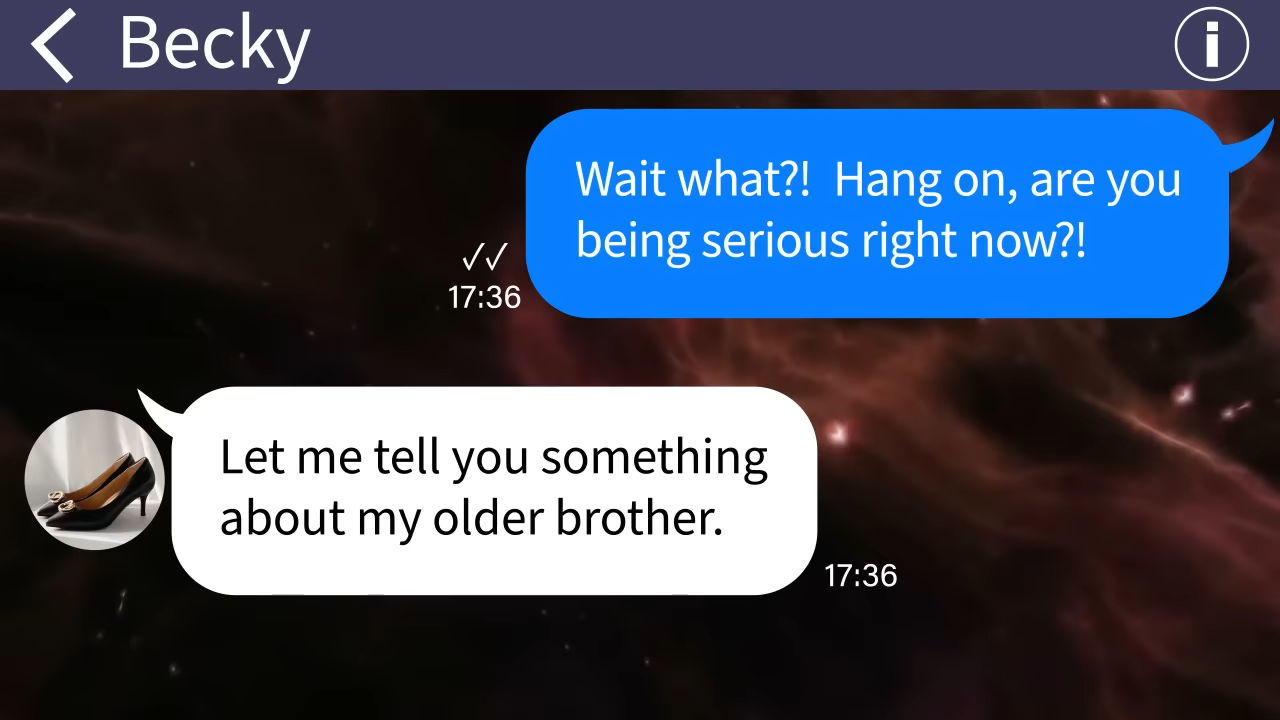 Becky
Wait what?!  Hang on, are you
being serious right now?!
✓✓
17:36
Let me tell you something
about my older brother.
17:36